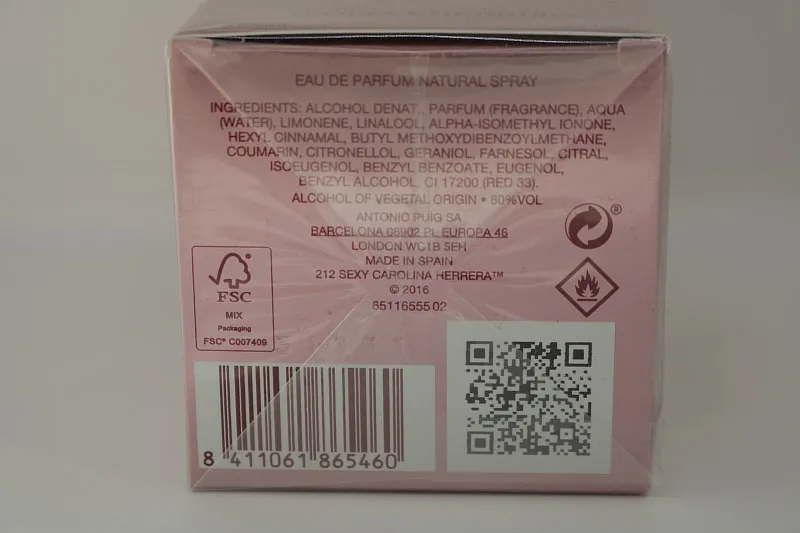 EAU DE PARFUM NATURAL SPRAY
INGREDIENTS: ALCOHOL DENAT., PARFUM (FRAGRANCE), AQUA
(WATER), LIMONENE, LINALOOL, ALPHA-ISOMETHYL IONONE,
HEXYL CINNAMAL, BUTYL METHOXYDIBENZOYLMETHANE,
COUMARIN, CITRONELLOL, GERANIOL, FARNESOL, CITRAL,
ISOEUGENOL, BENZYL BENZOATE, EUGENOL,
BENZYL ALCOHOL, CI 17200 (RED 33).
ALCOHOL OF VEGETAL ORIGIN • 80%VOL
ANTONIO PUIG SA
BARCELONA 08902 PL EUROPA 46
LONDON WC1B 5EH
MADE IN SPAIN
212 SEXY CAROLINA HERRERA™
© 2016
6511655502
®
FSC
MIX
Packaging
FSC® C007409
8 411061 865460